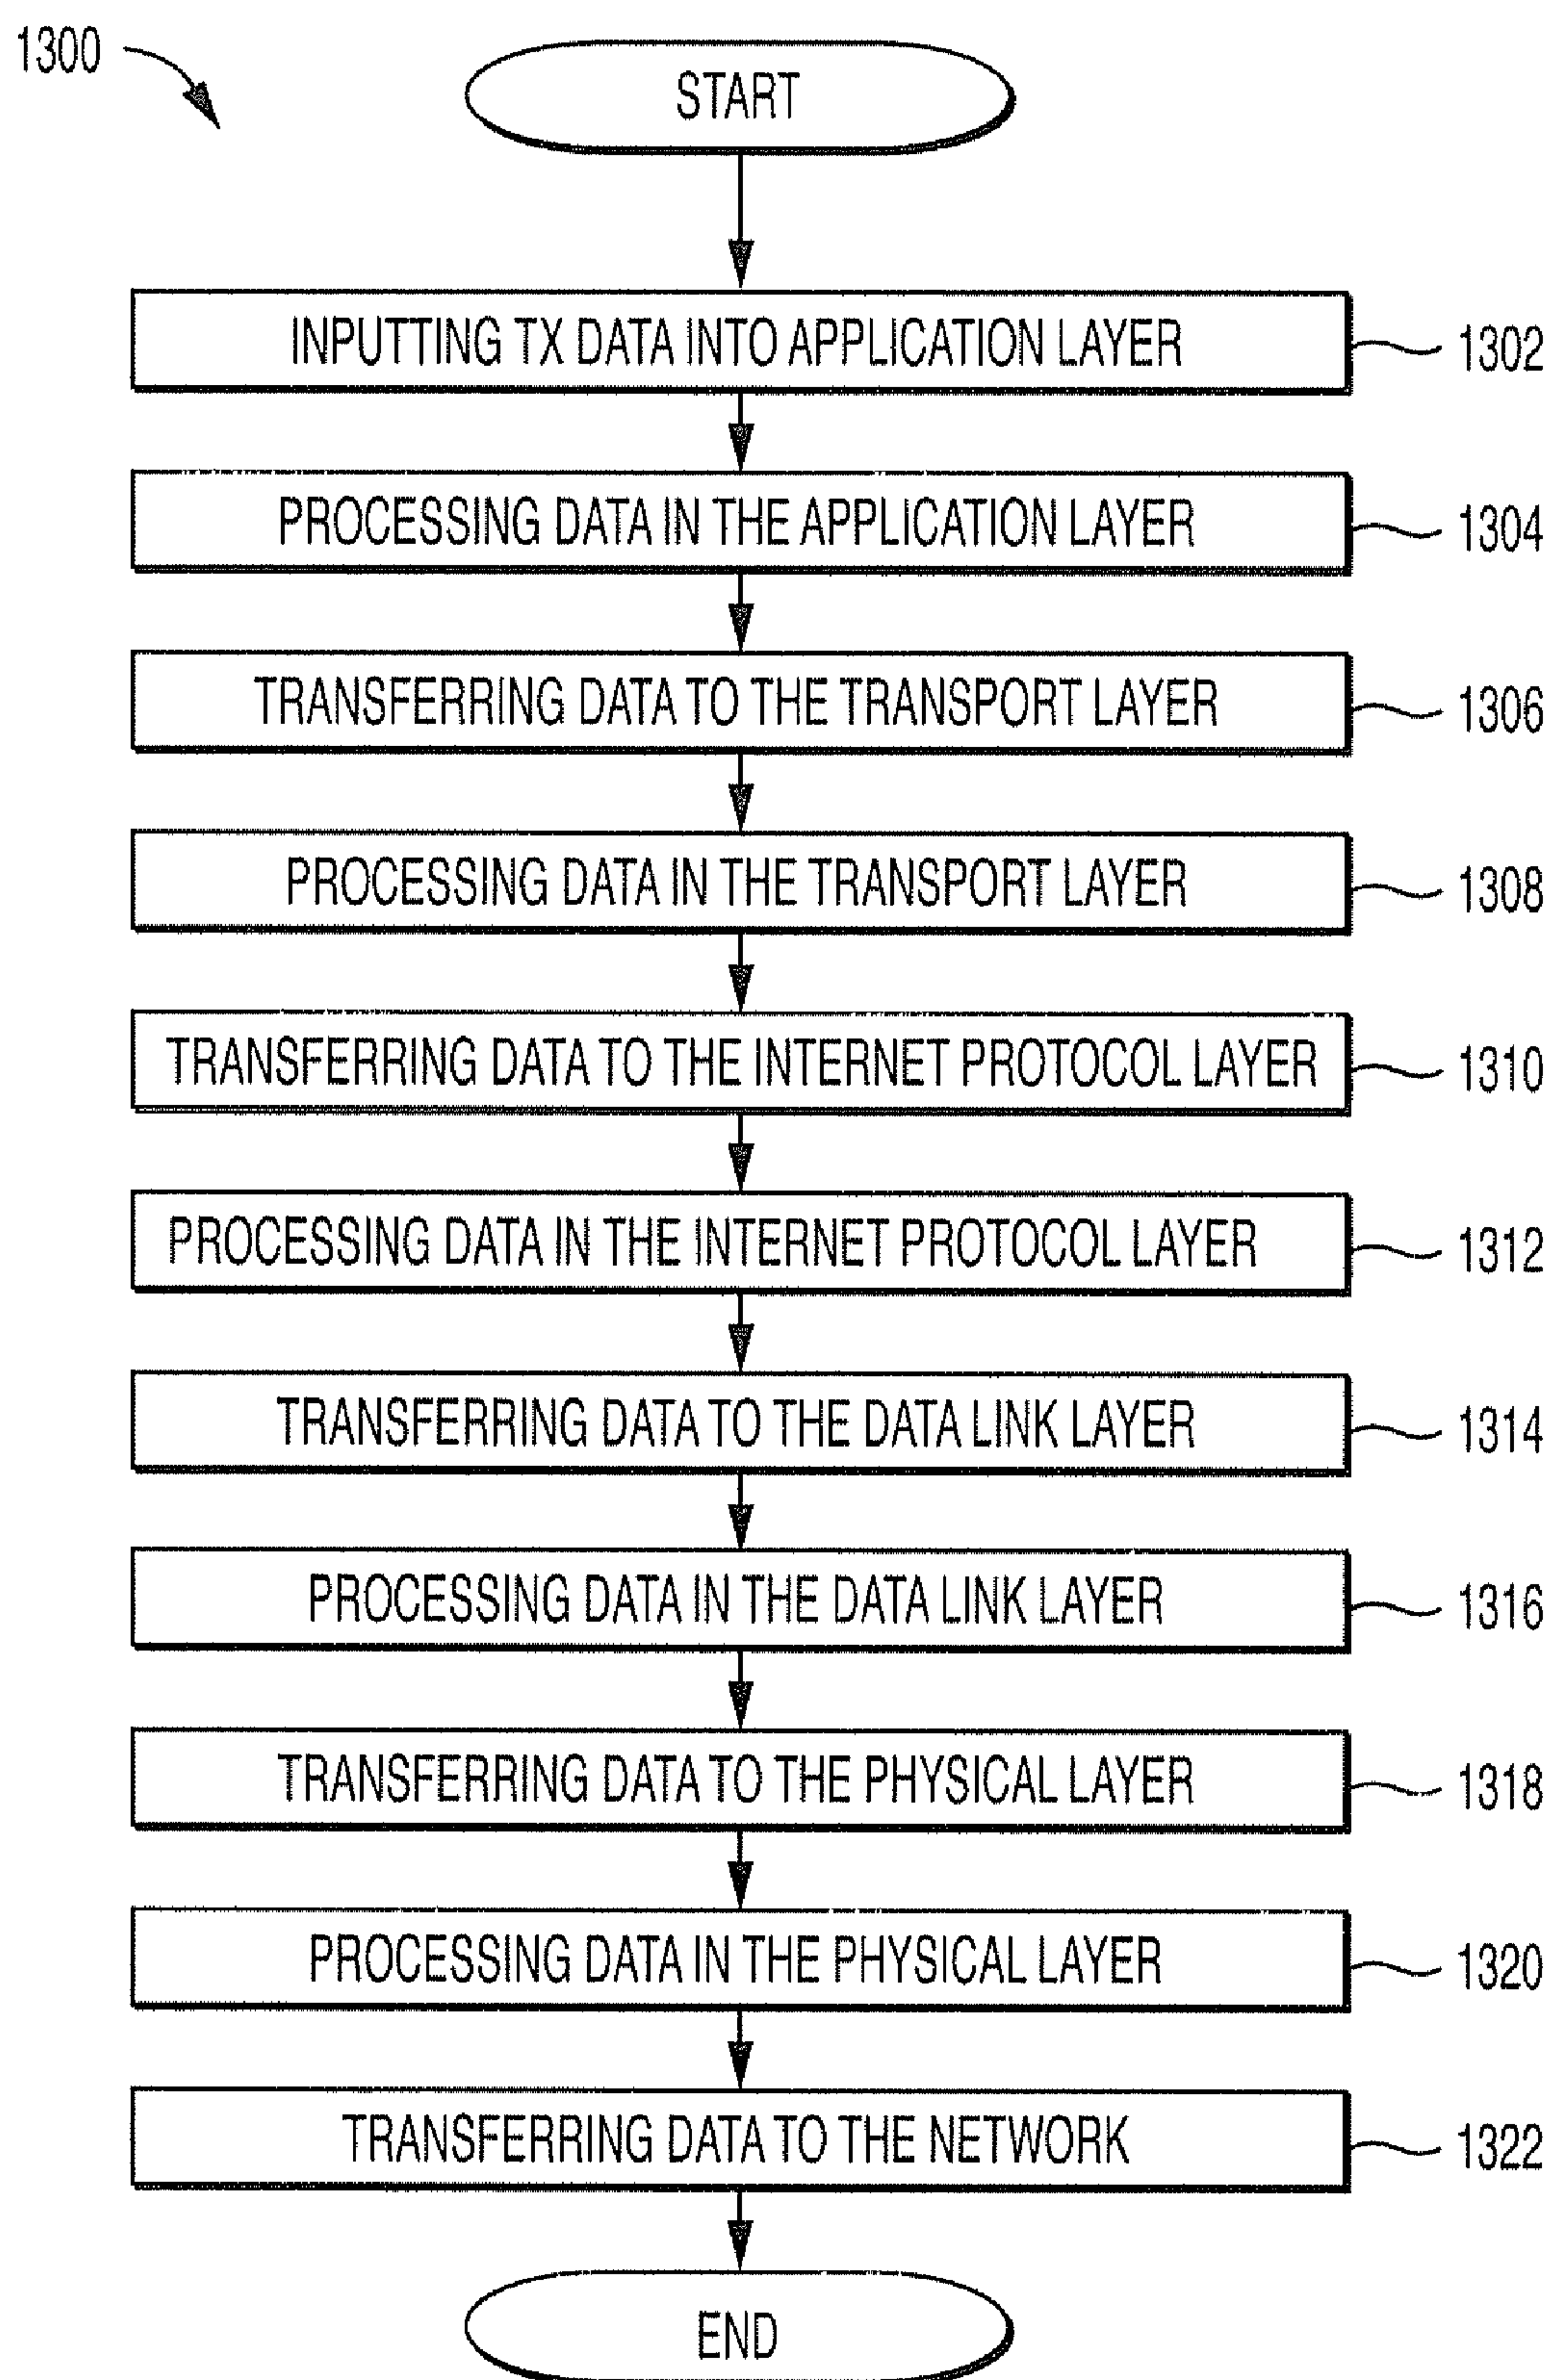 1300
START
INPUTTING TX DATA INTO APPLICATION LAYER
1302
PROCESSING DATA IN THE APPLICATION LAYER
1304
TRANSFERRING DATA TO THE TRANSPORT LAYER
1306
PROCESSING DATA IN THE TRANSPORT LAYER
1308
TRANSFERRING DATA TO THE INTERNET PROTOCOL LAYER
1310
PROCESSING DATA IN THE INTERNET PROTOCOL LAYER
1312
TRANSFERRING DATA TO THE DATA LINK LAYER
1314
PROCESSING DATA IN THE DATA LINK LAYER
1316
TRANSFERRING DATA TO THE PHYSICAL LAYER
1318
PROCESSING DATA IN THE PHYSICAL LAYER
1320
TRANSFERRING DATA TO THE NETWORK
1322
END